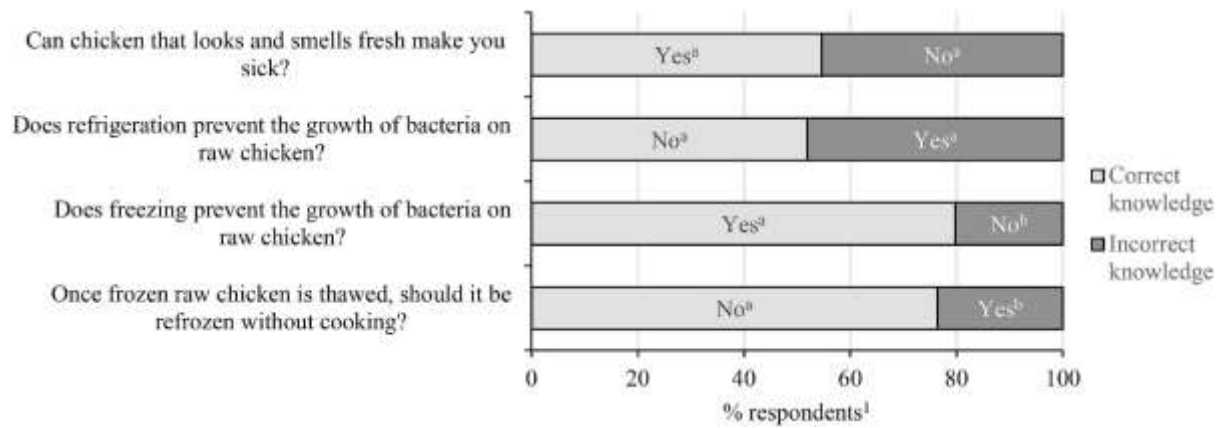 Can chicken that looks and smells fresh make you
sick?
Yesᵃ
Noᵃ
Does refrigeration prevent the growth of bacteria on
raw chicken?
Noᵃ
Yesᵃ
Does freezing prevent the growth of bacteria on
raw chicken?
Yesᵃ
Noᵇ
Once frozen raw chicken is thawed, should it be
refrozen without cooking?
Noᵃ
Yesᵇ
Correct
knowledge
Incorrect
knowledge
0 20 40 60 80 100
% respondents¹